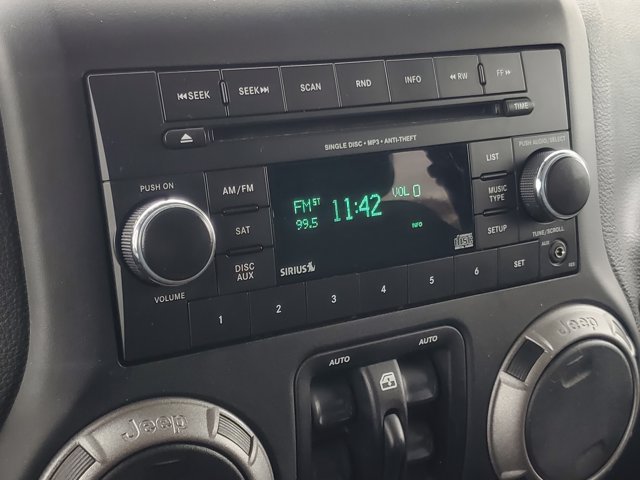 SEEK SEEK SCAN RND INFO RW FF
TIME
SINGLE DISC • MP3 • ANTI-THEFT
PUSH AUDIO/SELECT
PUSH ON AM/FM LIST
FM ST 11:42 VOL 0
99.5 INFO
SAT MUSIC TYPE
DISC AUX SETUP
TUNE/SCROLL
VOLUME SIRIUS
1 2 3 4 5 6 SET
AUX
AUTO AUTO
Jeep Jeep